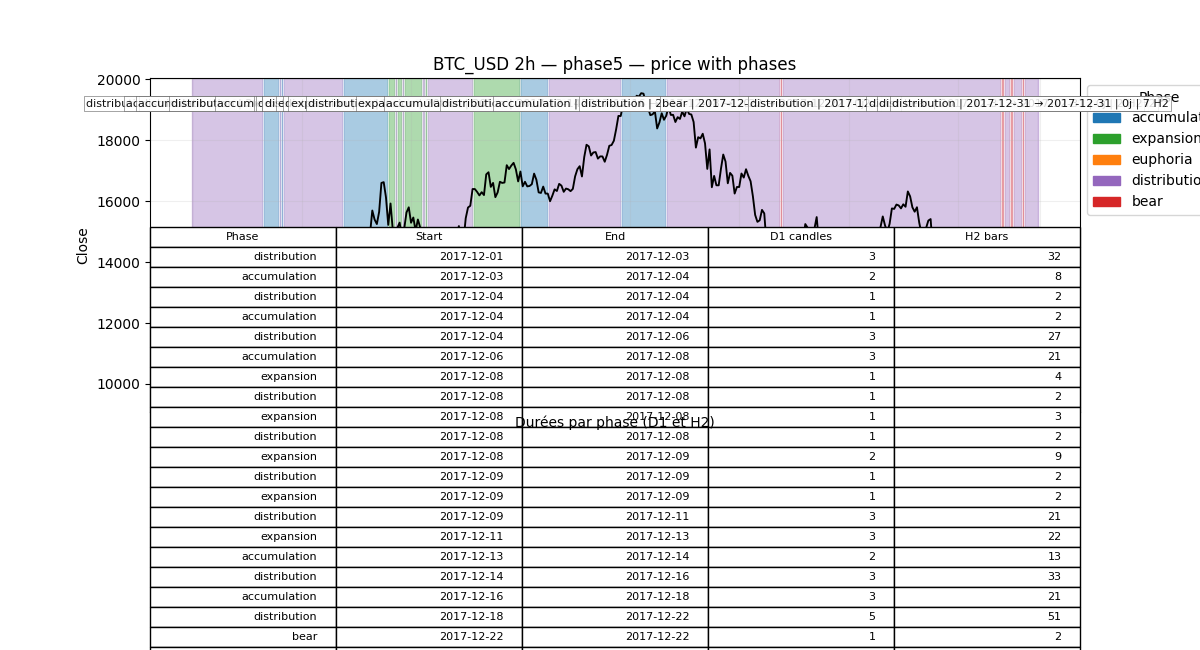 BTC_USD 2h — phase5 — price with phases
20000
distribution | 2
bear | 2017-12-
distribution | 2017-12
distribution | 2017-12-31 → 2017-12-31 | 0j | 7 H2
Phase
18000
16000
14000
12000
10000
Close
expansion
euphoria
bear
Phase Start End D1 candles H2 bars
distribution 2017-12-01 2017-12-03 3 32
accumulation 2017-12-03 2017-12-04 2 8
distribution 2017-12-04 2017-12-04 1 2
accumulation 2017-12-04 2017-12-04 1 2
distribution 2017-12-04 2017-12-06 3 27
accumulation 2017-12-06 2017-12-08 3 21
expansion 2017-12-08 2017-12-08 1 4
distribution 2017-12-08 2017-12-08 1 2
expansion 2017-12-08 2017-12-08 1 3
Durées par phase (D1 et H2)
distribution 2017-12-08 2017-12-08 1 2
expansion 2017-12-08 2017-12-09 2 9
distribution 2017-12-09 2017-12-09 1 2
expansion 2017-12-09 2017-12-09 1 2
distribution 2017-12-09 2017-12-11 3 21
expansion 2017-12-11 2017-12-13 3 22
accumulation 2017-12-13 2017-12-14 2 13
distribution 2017-12-14 2017-12-16 3 33
accumulation 2017-12-16 2017-12-18 3 21
distribution 2017-12-18 2017-12-22 5 51
bear 2017-12-22 2017-12-22 1 2